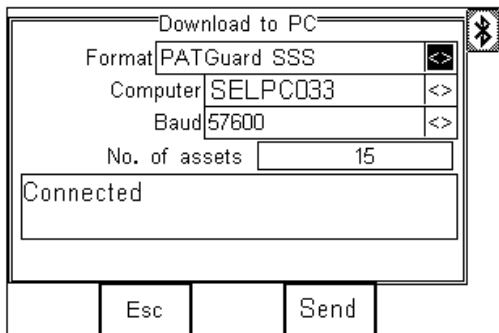 Download to PC
Format PATGuard SSS <>
Computer SELPC033 <>
Baud 57600 <>
No. of assets 15
Connected
Esc Send